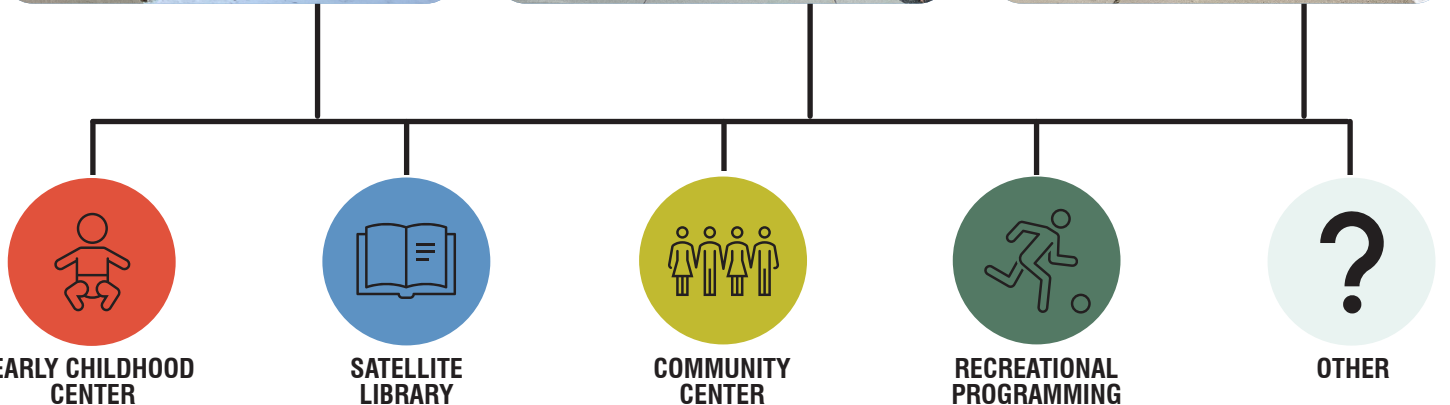 EARLY CHILDHOOD
CENTER
SATELLITE
LIBRARY
COMMUNITY
CENTER
RECREATIONAL
PROGRAMMING
?
OTHER